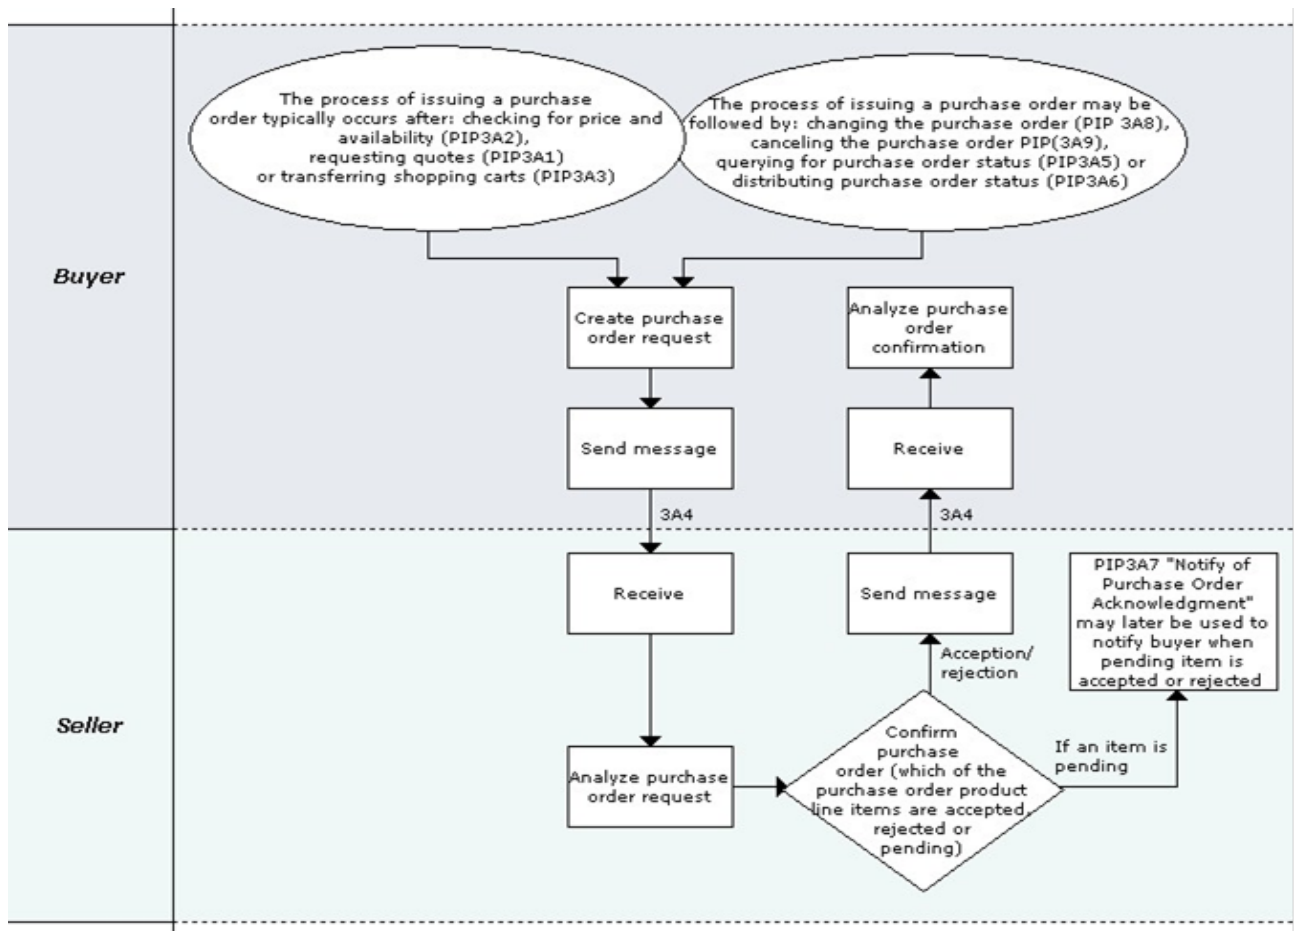 The process of issuing a purchase
order typically occurs after: checking for price and
availability (PIP3A2),
requesting quotes (PIP3A1)
or transferring shopping carts (PIP3A3)
The process of issuing a purchase order may be
followed by: changing the purchase order (PIP 3A8),
canceling the purchase order PIP(3A9),
querying for purchase order status (PIP3A5) or
distributing purchase order status (PIP3A6)
Buyer
Create purchase
order request
Analyze purchase
order
confirmation
Send message
Receive
3A4
3A4
Seller
Receive
Send message
PIP3A7 "Notify of
Purchase Order
Acknowledgment"
may later be used to
notify buyer when
pending item is
accepted or rejected
Acception/
rejection
Analyze purchase
order request
Confirm
purchase
order (which of the
purchase order product
line items are accepted,
rejected or
pending)
If an item is
pending